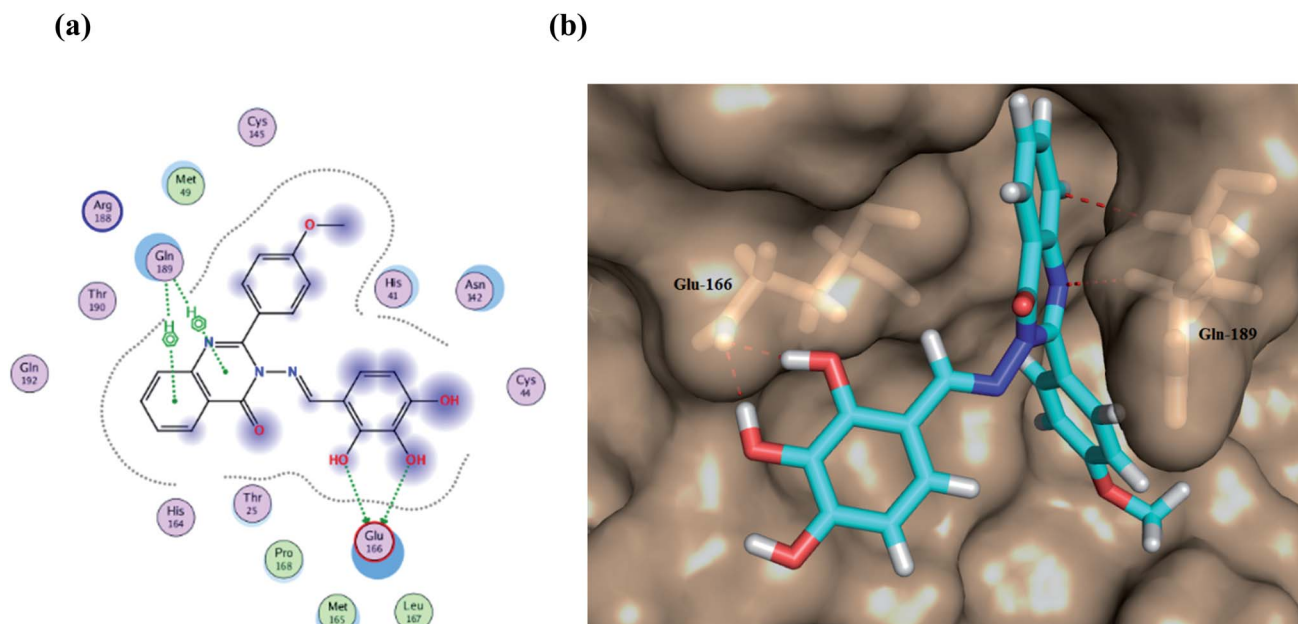 (a)
(b)
Cys
145
Met
49
Arg
188
Gln
189
Thr
190
Gln
192
His
41
Asn
142
Cys
44
His
164
Thr
25
Pro
168
Glu
166
Met
165
Leu
167
O
H
H
N
N
N
O
OH
HO
OH
Glu-166
Gln-189